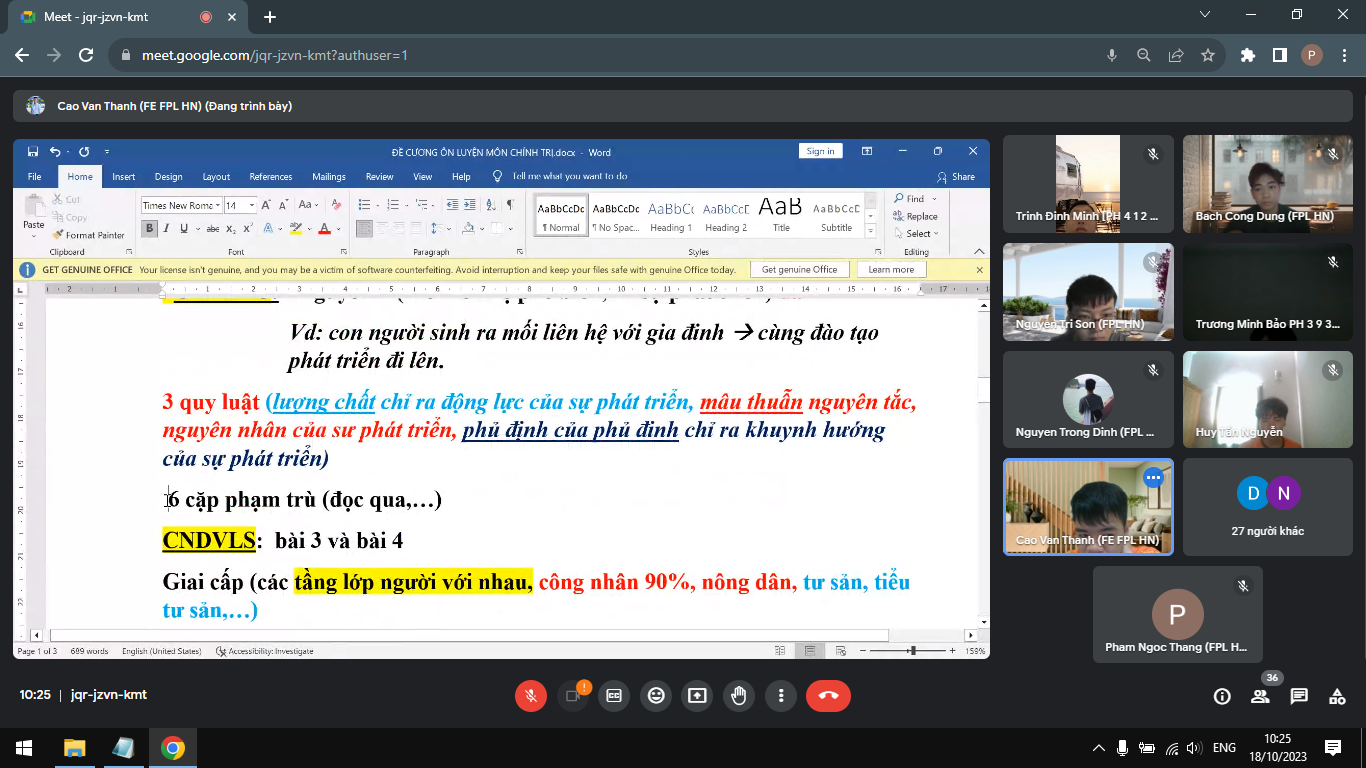 Meet - jqr-jzvn-kmt
meet.google.com/jqr-jzvn-kmt?authuser=1
P
Cao Van Thanh (FE FPL HN) (Đang trình bày)
ĐỀ CƯƠNG ÔN LUYỆN MÔN CHÍNH TRỊ.docx - Word
Sign in
File Home Insert Design Layout References Mailings Review View Help Tell me what you want to do Share
Paste
Cut
Copy
Format Painter
Times New Roma 14
AaBbCcDc AaBbCcDc AaBbCc AaBbCcC AaB AaBbCcD
¶ Normal ¶ No Spac... Heading 1 Heading 2 Title Subtitle
Find
Replace
Select
Clipboard Font Paragraph Styles Editing
GET GENUINE OFFICE Your license isn't genuine, and you may be a victim of software counterfeiting. Avoid interruption and keep your files safe with genuine Office today. Get genuine Office Learn more
Vd: con người sinh ra mối liên hệ với gia đinh → cùng đào tạo
phát triển đi lên.
3 quy luật (lượng chất chỉ ra động lực của sự phát triển, mâu thuẫn nguyên tắc,
nguyên nhân của sư phát triển, phủ định của phủ đinh chỉ ra khuynh hướng
của sự phát triển)
6 cặp phạm trù (đọc qua,…)
CNDVLS: bài 3 và bài 4
Giai cấp (các tầng lớp người với nhau, công nhân 90%, nông dân, tư sản, tiểu
tư sản,…)
Page 1 of 3 689 words English (United States) Accessibility: Investigate 159%
Trinh Đinh Minh (PH 4 1 2 ...
Bach Cong Dung (FPL HN)
Nguyen Tri Son (FPL HN)
Trương Minh Bảo PH 3 9 3...
Nguyen Trong Dinh (FPL ...
Huy Tấn Nguyễn
Cao Van Thanh (FE FPL HN)
D N
27 người khác
P
Pham Ngoc Thang (FPL H...
10:25 | jqr-jzvn-kmt
36
ENG
10:25
18/10/2023